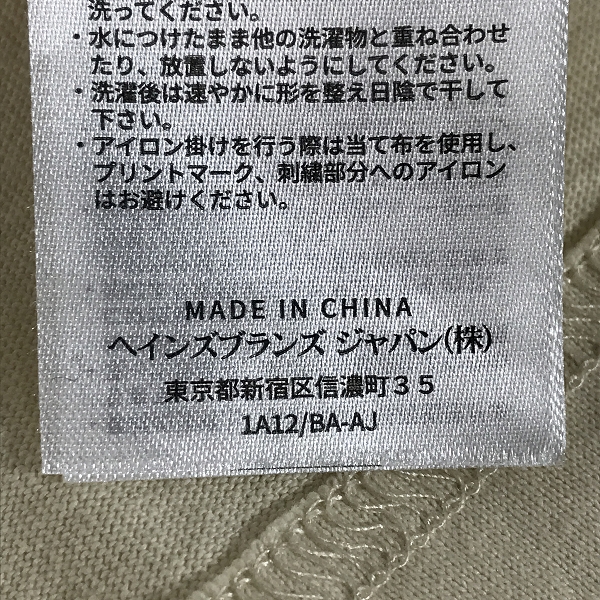 洗ってください。
・水につけたまま他の洗濯物と重ね合わせ
たり、放置しないようにしてください。
・洗濯後は速やかに形を整え日陰で干して
下さい。
・アイロン掛けを行う際は当て布を使用し、
プリントマーク、刺繍部分へのアイロン
はお避けください。
MADE IN CHINA
ヘインズブランズ ジャパン(株)
東京都新宿区信濃町35
1A12/BA-AJ